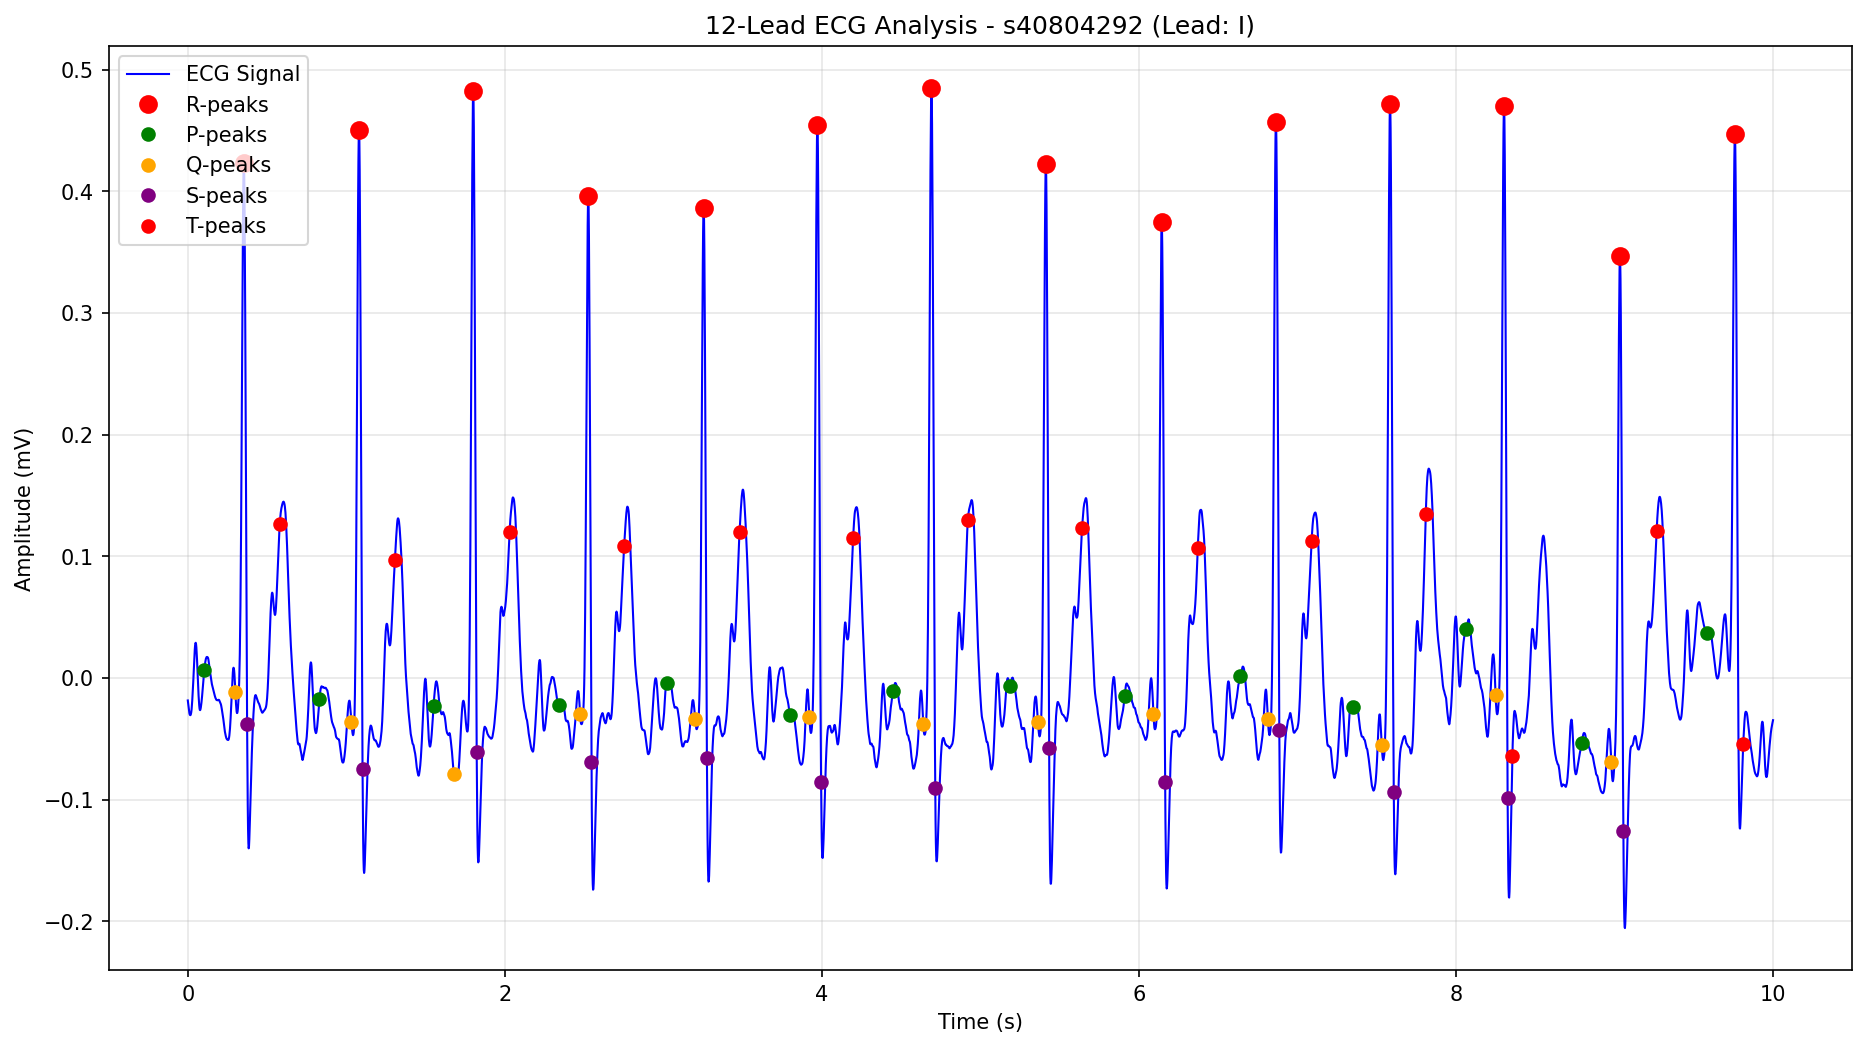 12-Lead ECG Analysis - s40804292 (Lead: I)
ECG Signal
R-peaks
P-peaks
Q-peaks
S-peaks
T-peaks
0.5
0.4
0.3
0.2
0.1
0.0
−0.1
−0.2
Amplitude (mV)
0 2 4 6 8 10
Time (s)